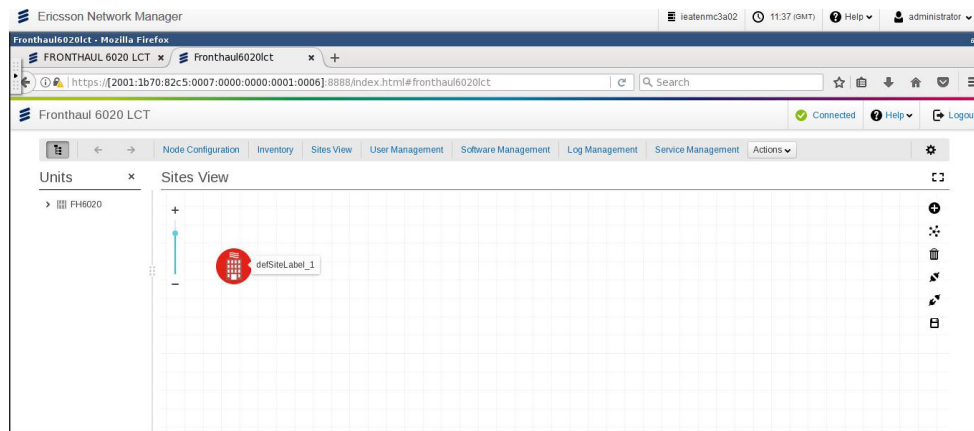 Ericsson Network Manager ieatenmc3a02 11:37 (GMT) Help administrator
Fronthaul6020lct - Mozilla Firefox
FRONTHAUL 6020 LCT × Fronthaul6020lct × +
https://[2001:1b70:82c5:0007:0000:0000:0001:0006]:8888/index.html#fronthaul6020lct Search
Fronthaul 6020 LCT Connected Help Logou
Node Configuration Inventory Sites View User Management Software Management Log Management Service Management Actions
Units × Sites View
FH6020
+
defSiteLabel_1
−